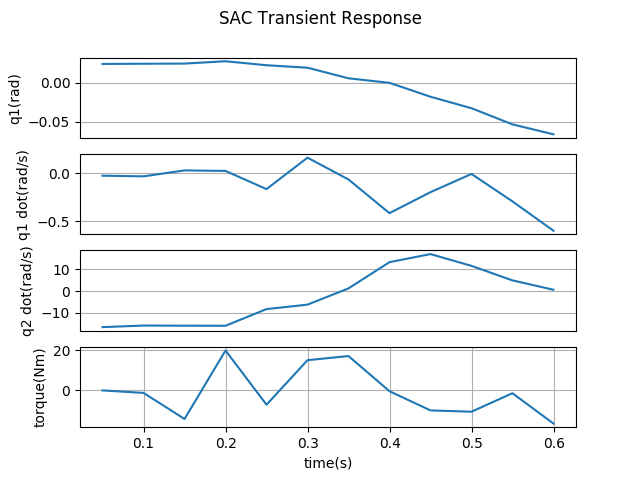 SAC Transient Response
q1(rad)
0.00
−0.05
q1 dot(rad/s)
0.0
−0.5
q2 dot(rad/s)
10
0
−10
torque(Nm)
20
0
0.1 0.2 0.3 0.4 0.5 0.6
time(s)